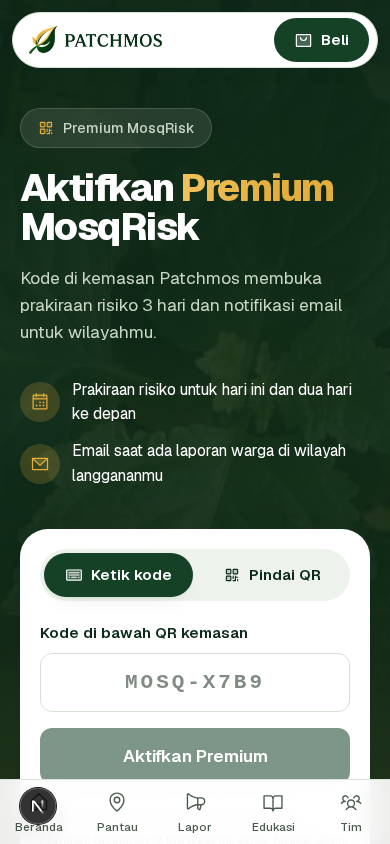 PATCHMOS
Beli
Premium MosqRisk
Aktifkan Premium
MosqRisk
Kode di kemasan Patchmos membuka
prakiraan risiko 3 hari dan notifikasi email
untuk wilayahmu.
Prakiraan risiko untuk hari ini dan dua hari
ke depan
Email saat ada laporan warga di wilayah
langgananmu
Ketik kode
Pindai QR
Kode di bawah QR kemasan
MOSQ-X7B9
Aktifkan Premium
N
Beranda
Pantau
Lapor
Edukasi
Tim